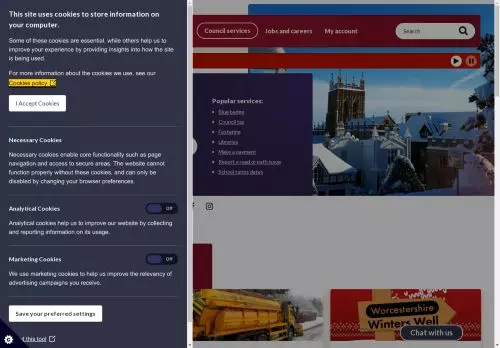 This site uses cookies to store information on
your computer.
Some of these cookies are essential, while others help us to
improve your experience by providing insights into how the site
is being used.
For more information about the cookies we use, see our
Cookies policy
I Accept Cookies
Necessary Cookies
Necessary cookies enable core functionality such as page
navigation and access to secure areas. The website cannot
function properly without these cookies, and can only be
disabled by changing your browser preferences.
Analytical Cookies
Off
Analytical cookies help us to improve our website by collecting
and reporting information on its usage.
Marketing Cookies
Off
We use marketing cookies to help us improve the relevancy of
advertising campaigns you receive.
Save your preferred settings
this tool
Council services
Jobs and careers
My account
Search
Popular services:
Blue badge
Council tax
Fostering
Libraries
Make a payment
Report a road or path issue
School terms dates
Worcestershire
Winters Well
Chat with us